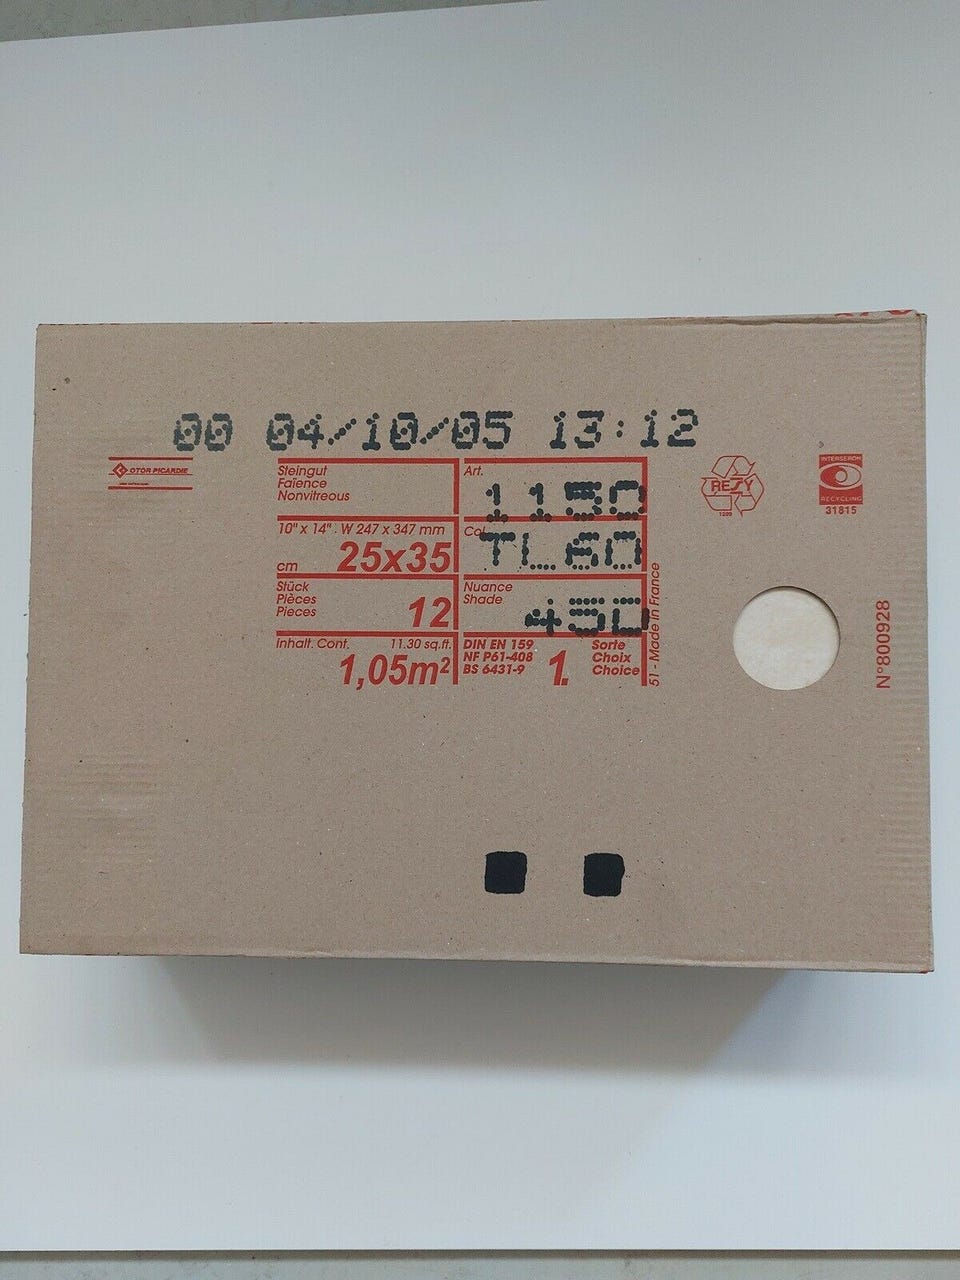 00 04/10/05 13:12
OTOR PICARDIE
Steingut
Faïence
Nonvitreous
Art.
1150
10" x 14" . W 247 x 347 mm
cm 25x35
Col.
TL60
Stück
Pièces
Pieces
12
Nuance
Shade
450
Inhalt. Cont. 11.30 sq.ft.
1,05m²
DIN EN 159
NF P61-408
BS 6431-9
1.
Sorte
Choix
Choice
51 - Made in France
RESY
1209
INTERSEROH
RECYCLING
31815
N°800928